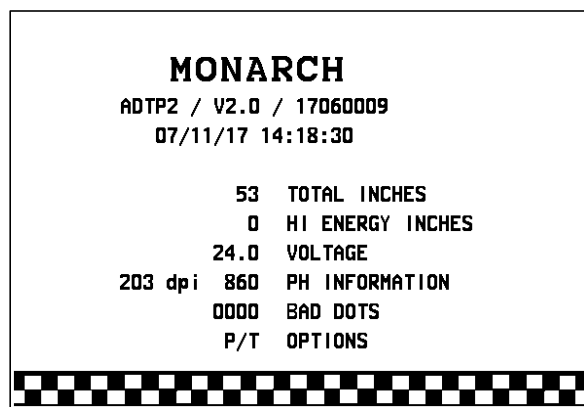 MONARCH
ADTP2 / V2.0 / 17060009
07/11/17 14:18:30
53 TOTAL INCHES
0 HI ENERGY INCHES
24.0 VOLTAGE
203 dpi 860 PH INFORMATION
0000 BAD DOTS
P/T OPTIONS